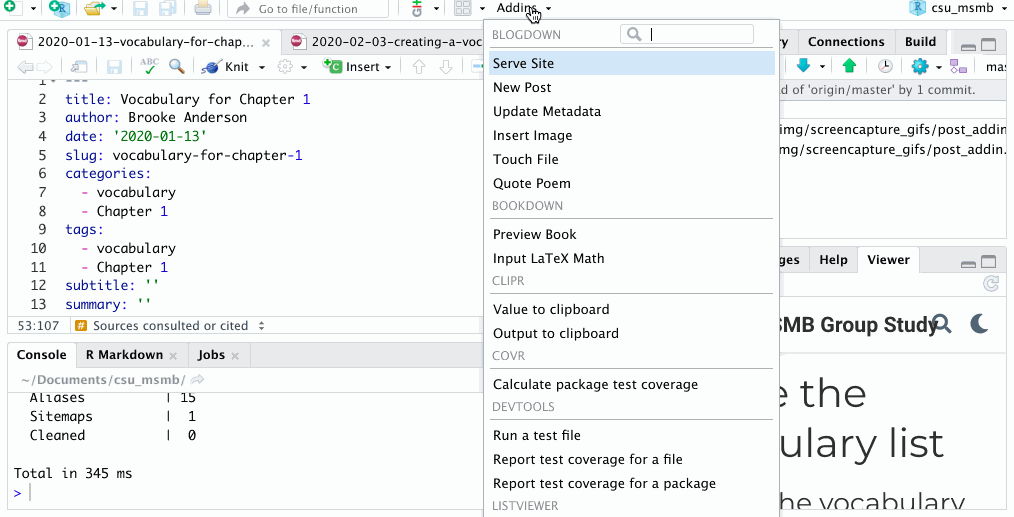 Go to file/function
Git
Addins
csu_msmb
2020-01-13-vocabulary-for-chap...
2020-02-03-creating-a-voc
Knit
Insert
2 title: Vocabulary for Chapter 1
3 author: Brooke Anderson
4 date: '2020-01-13'
5 slug: vocabulary-for-chapter-1
6 categories:
7 - vocabulary
8 - Chapter 1
9 tags:
10 - vocabulary
11 - Chapter 1
12 subtitle: ''
13 summary: ''
53:107 # Sources consulted or cited
Console R Markdown Jobs
~/Documents/csu_msmb/
Aliases | 15
Sitemaps | 1
Cleaned | 0
Total in 345 ms
>
BLOGDOWN
Serve Site
New Post
Update Metadata
Insert Image
Touch File
Quote Poem
BOOKDOWN
Preview Book
Input LaTeX Math
CLIPR
Value to clipboard
Output to clipboard
COVR
Calculate package test coverage
DEVTOOLS
Run a test file
Report test coverage for a file
Report test coverage for a package
LISTVIEWER
Connections Build
mas
d of 'origin/master' by 1 commit.
img/screencapture_gifs/post_addin
mg/screencapture_gifs/post_addin.
ges Help Viewer
SMB Group Study
e the
ulary list
he vocabulary